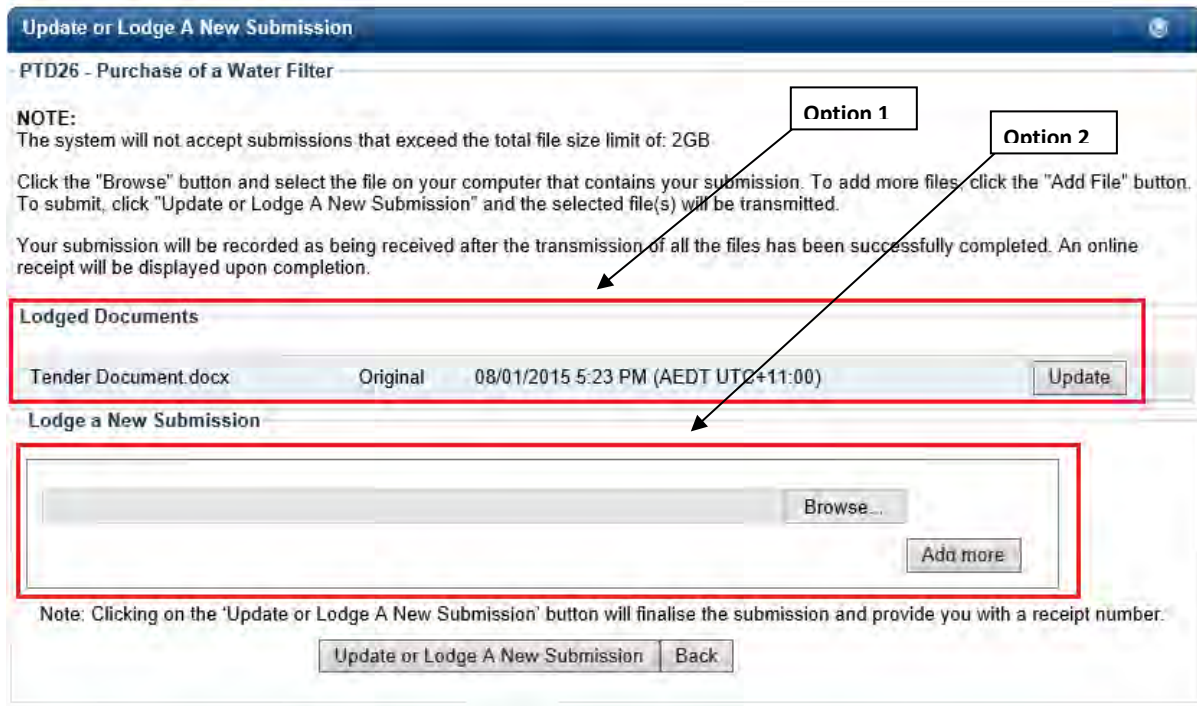 Update or Lodge A New Submission
PTD26 - Purchase of a Water Filter
NOTE:
Option 1
The system will not accept submissions that exceed the total file size limit of: 2GB
Option 2
Click the "Browse" button and select the file on your computer that contains your submission. To add more files, click the "Add File" button.
To submit, click "Update or Lodge A New Submission" and the selected file(s) will be transmitted.
Your submission will be recorded as being received after the transmission of all the files has been successfully completed. An online
receipt will be displayed upon completion.
Lodged Documents
Tender Document.docx Original 08/01/2015 5:23 PM (AEDT UTC+11:00) Update
Lodge a New Submission
Browse...
Add more
Note: Clicking on the 'Update or Lodge A New Submission' button will finalise the submission and provide you with a receipt number.
Update or Lodge A New Submission Back